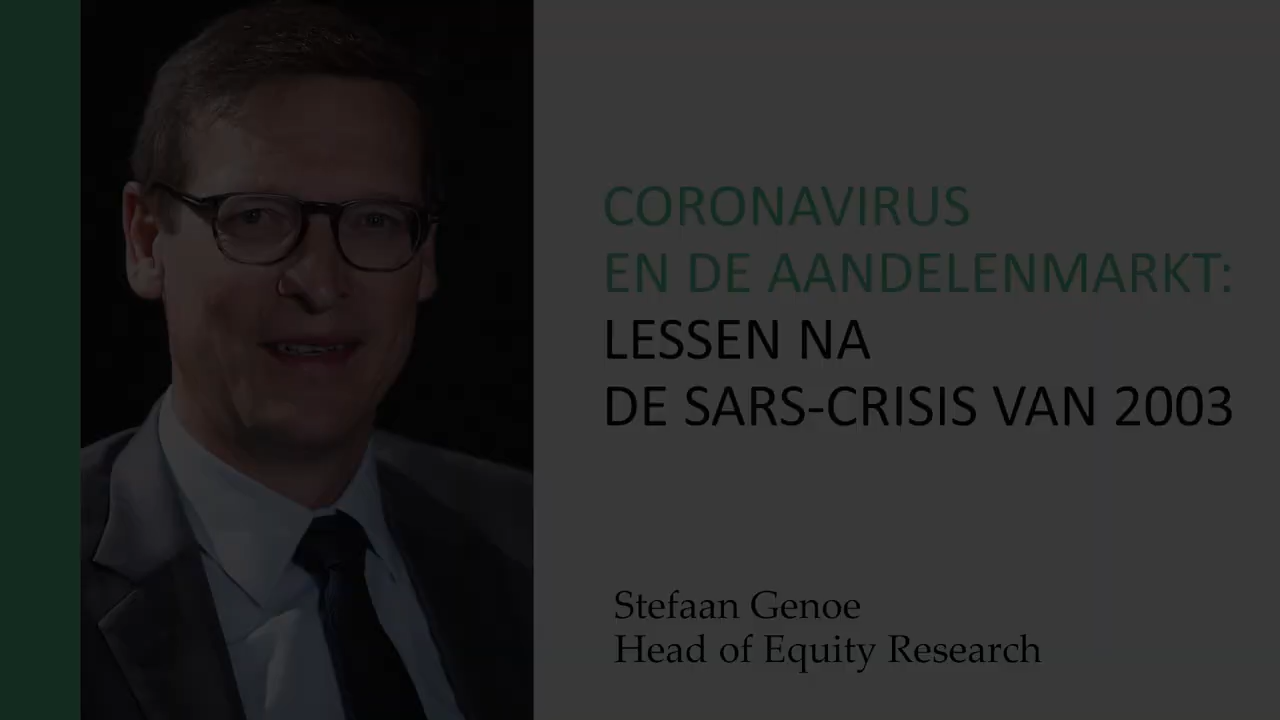 CORONAVIRUS
EN DE AANDELENMARKT:
LESSEN NA
DE SARS-CRISIS VAN 2003
Stefaan Genoe
Head of Equity Research